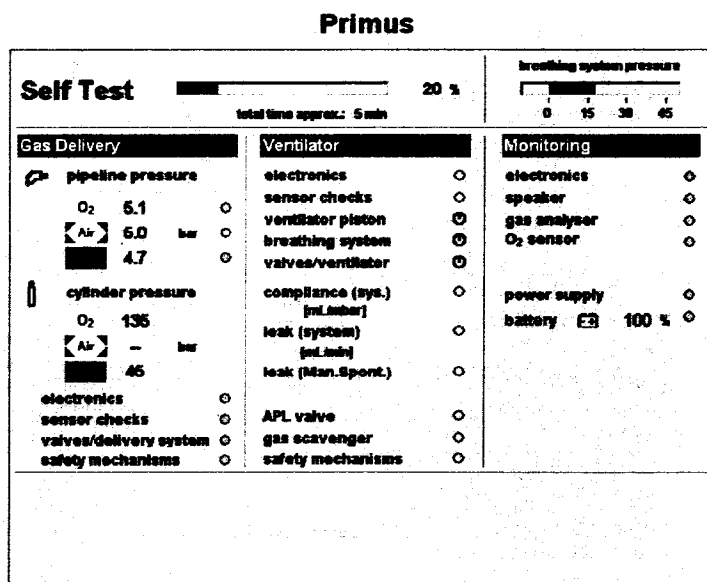 Primus
Self Test
20 %
total time approx.: 5 min
breathing system pressure
0 15 30 45
Gas Delivery
pipeline pressure
O₂ 5.1
Air 5.0 bar
4.7
cylinder pressure
O₂ 135
Air -- bar
45
electronics
sensor checks
valves/delivery system
safety mechanisms
Ventilator
electronics
sensor checks
ventilator piston
breathing system
valves/ventilator
compliance (sys.)
[mL/mbar]
leak (system)
[mL/min]
leak (Man.Spont.)
APL valve
gas scavenger
safety mechanisms
Monitoring
electronics
speaker
gas analyser
O₂ sensor
power supply
battery 100 %